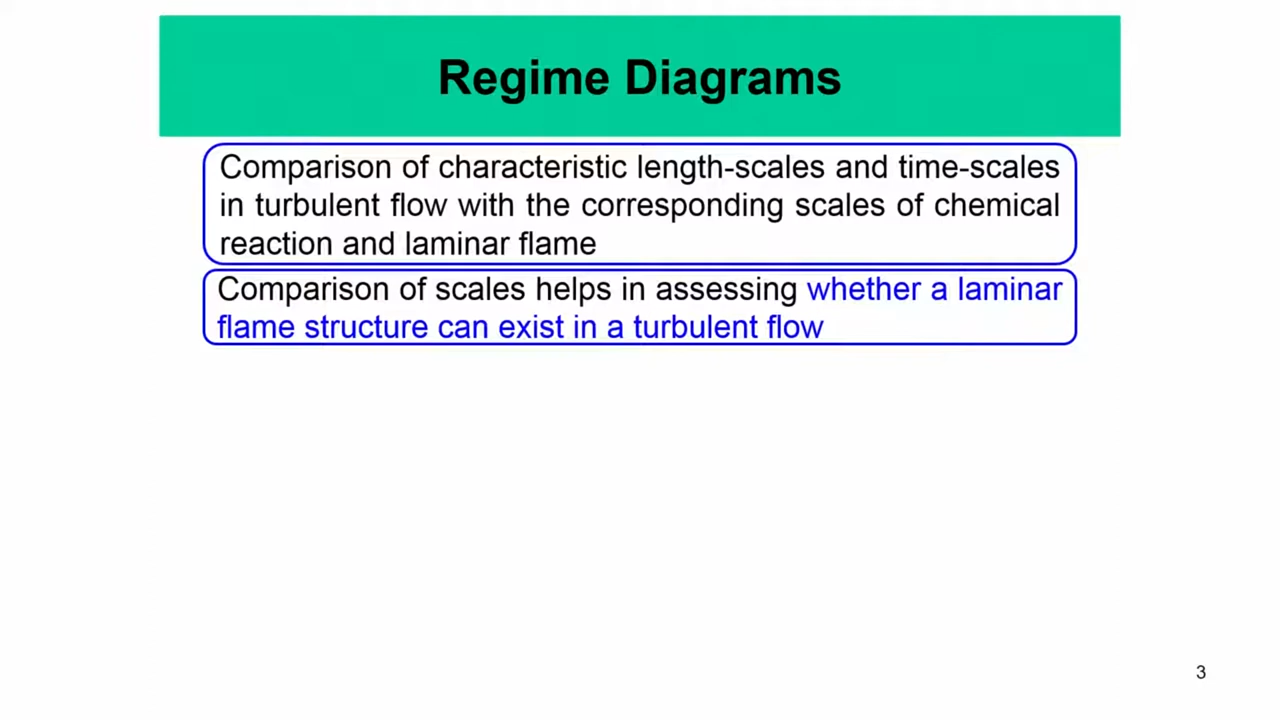 Regime Diagrams
Comparison of characteristic length-scales and time-scales
in turbulent flow with the corresponding scales of chemical
reaction and laminar flame
Comparison of scales helps in assessing whether a laminar
flame structure can exist in a turbulent flow
3